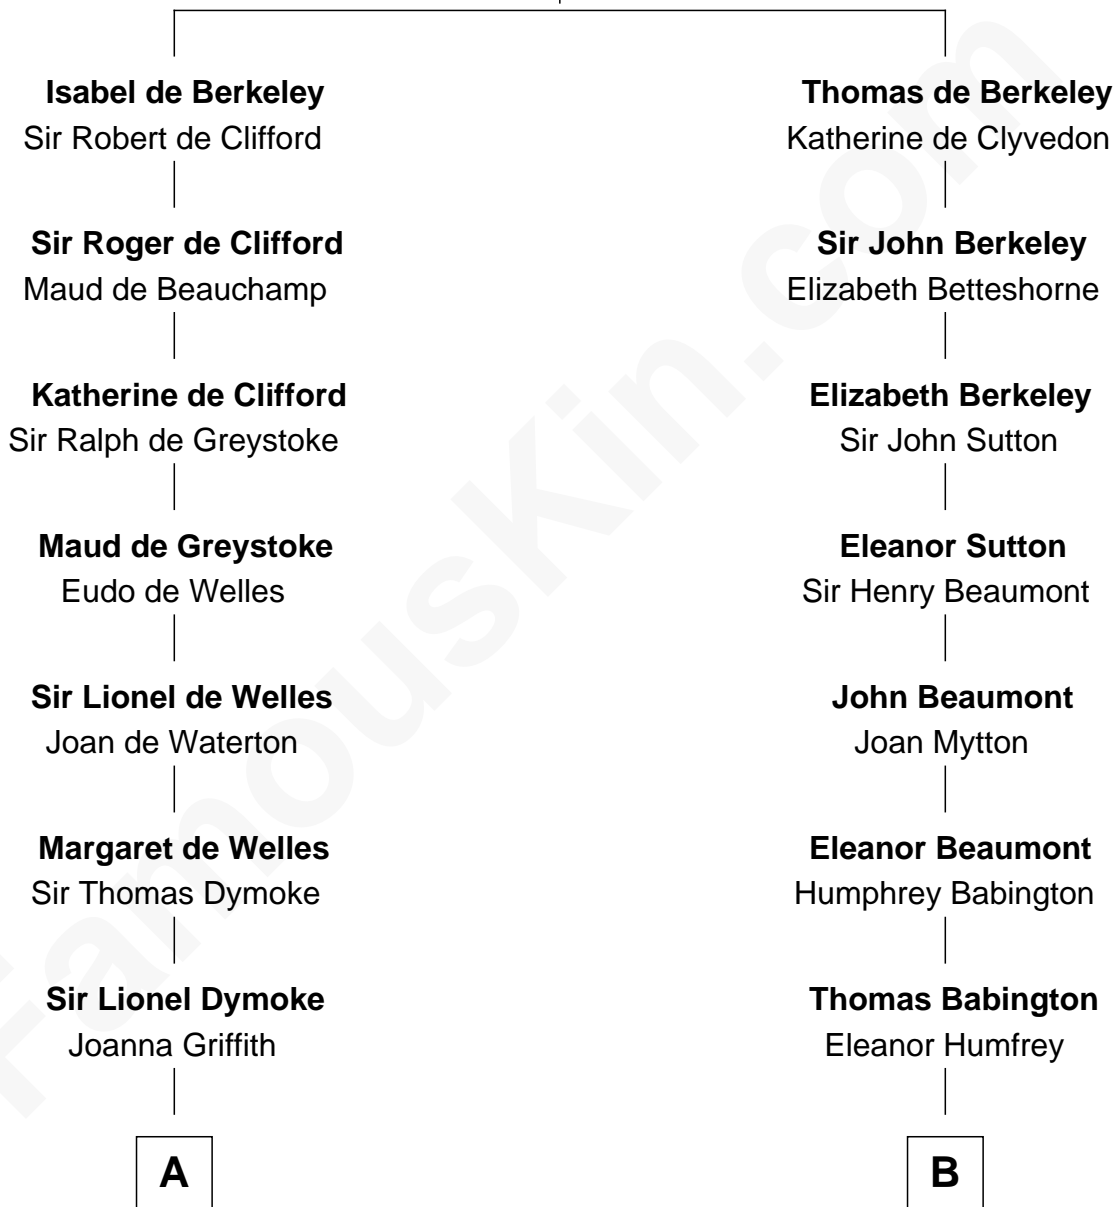 Isabel de Berkeley
Sir Robert de Clifford
Thomas de Berkeley
Katherine de Clyvedon
Sir Roger de Clifford
Maud de Beauchamp
Sir John Berkeley
Elizabeth Betteshorne
Katherine de Clifford
Sir Ralph de Greystoke
Elizabeth Berkeley
Sir John Sutton
Maud de Greystoke
Eudo de Welles
Eleanor Sutton
Sir Henry Beaumont
Sir Lionel de Welles
Joan de Waterton
John Beaumont
Joan Mytton
Margaret de Welles
Sir Thomas Dymoke
Eleanor Beaumont
Humphrey Babington
Sir Lionel Dymoke
Joanna Griffith
Thomas Babington
Eleanor Humfrey
A
B
FamousKin.com